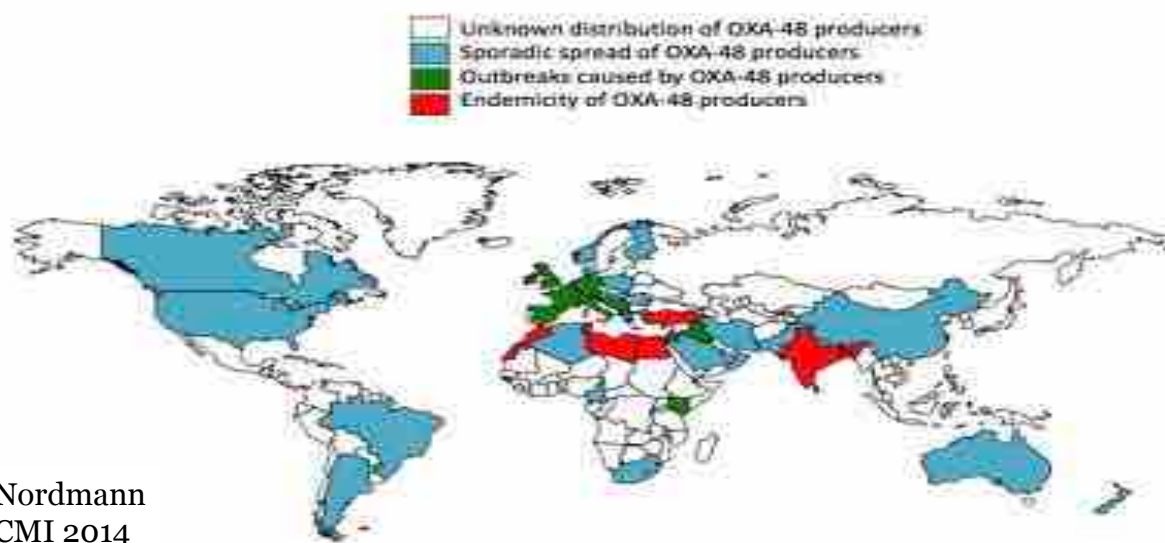 Unknown distribution of OXA-48 producers
Sporadic spread of OXA-48 producers
Outbreaks caused by OXA-48 producers
Endemicity of OXA-48 producers
Nordmann
CMI 2014